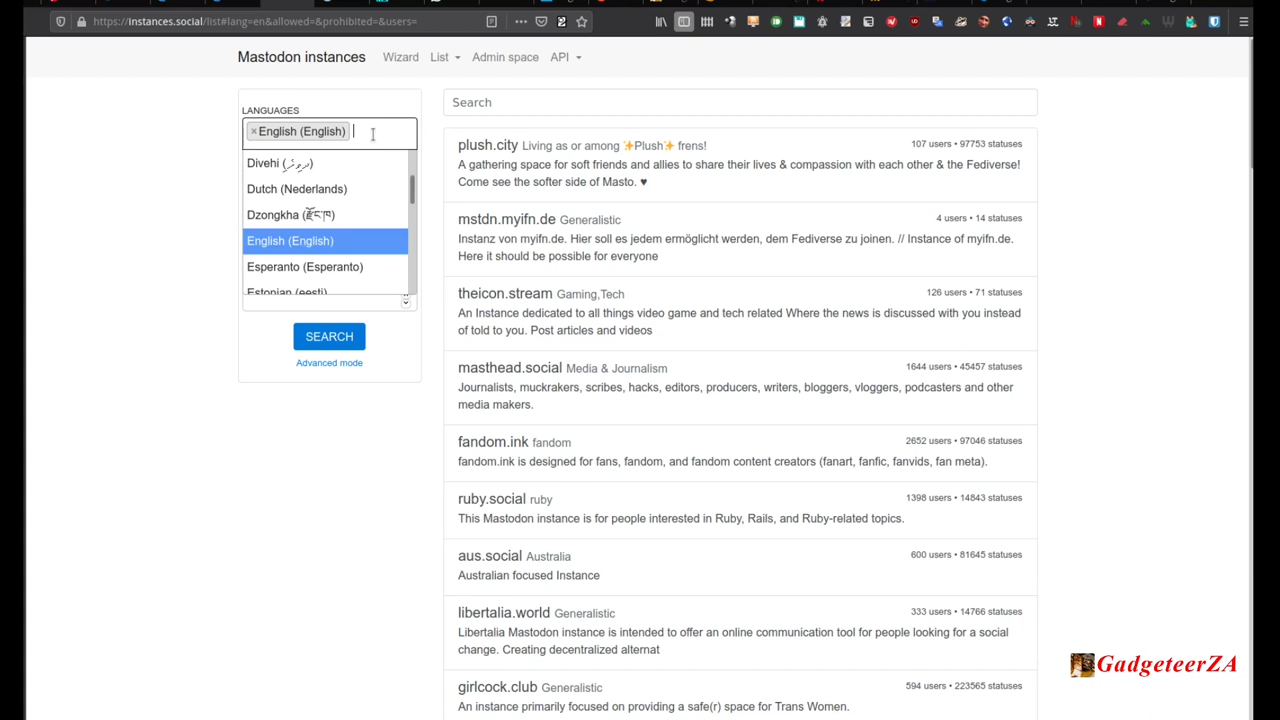 https://instances.social/list#lang=en&allowed=&prohibited=&users=
Mastodon instances
Wizard
List
Admin space
API
LANGUAGES
×English (English)
Divehi (ދިވެހި)
Dutch (Nederlands)
Dzongkha (རྫོང་ཁ)
English (English)
Esperanto (Esperanto)
Estonian (eesti)
SEARCH
Advanced mode
Search
plush.city Living as or among ✨Plush✨ frens!
107 users • 97753 statuses
A gathering space for soft friends and allies to share their lives & compassion with each other & the Fediverse!
Come see the softer side of Masto. ♥
mstdn.myifn.de Generalistic
4 users • 14 statuses
Instanz von myifn.de. Hier soll es jedem ermöglicht werden, dem Fediverse zu joinen. // Instance of myifn.de.
Here it should be possible for everyone
theicon.stream Gaming,Tech
126 users • 71 statuses
An Instance dedicated to all things video game and tech related Where the news is discussed with you instead
of told to you. Post articles and videos
masthead.social Media & Journalism
1644 users • 45457 statuses
Journalists, muckrakers, scribes, hacks, editors, producers, writers, bloggers, vloggers, podcasters and other
media makers.
fandom.ink fandom
2652 users • 97046 statuses
fandom.ink is designed for fans, fandom, and fandom content creators (fanart, fanfic, fanvids, fan meta).
ruby.social ruby
1398 users • 14843 statuses
This Mastodon instance is for people interested in Ruby, Rails, and Ruby-related topics.
aus.social Australia
600 users • 81645 statuses
Australian focused Instance
libertalia.world Generalistic
333 users • 14766 statuses
Libertalia Mastodon instance is intended to offer an online communication tool for people looking for a social
change. Creating decentralized alternat
girlcock.club Generalistic
594 users • 223565 statuses
An instance primarily focused on providing a safe(r) space for Trans Women.
GadgeteerZA